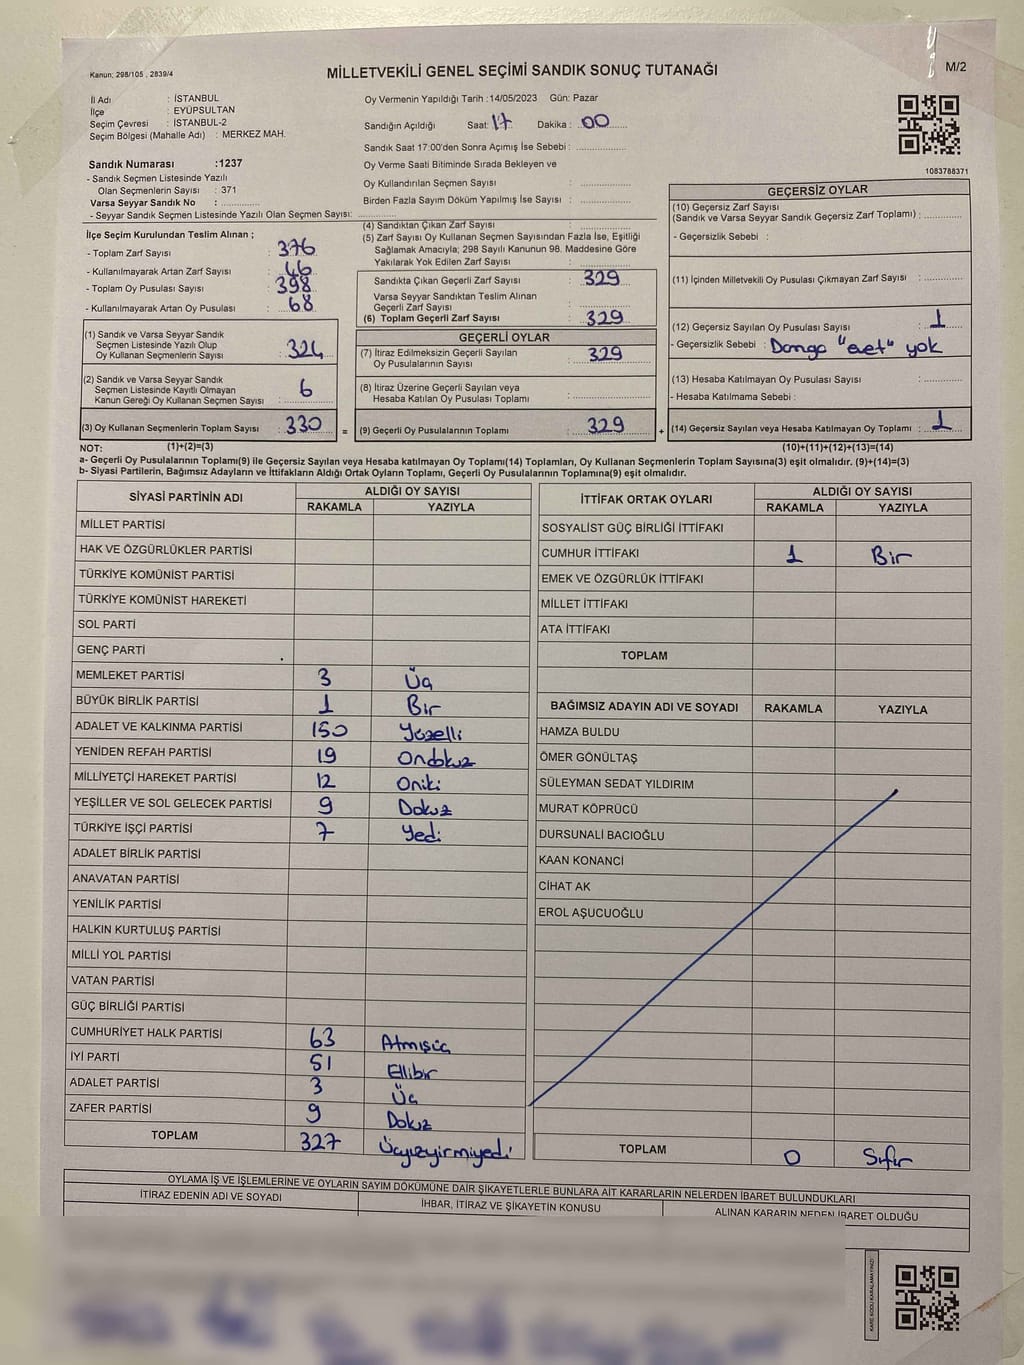 Kanun; 298/105 , 2839/4
MİLLETVEKİLİ GENEL SEÇİMİ SANDIK SONUÇ TUTANAĞI
M/2
İl Adı : İSTANBUL
İlçe : EYÜPSULTAN
Seçim Çevresi : İSTANBUL-2
Seçim Bölgesi (Mahalle Adı) : MERKEZ MAH.
Oy Vermenin Yapıldığı Tarih :14/05/2023 Gün: Pazar
Sandığın Açıldığı Saat: 17 Dakika : 00
Sandık Saat 17:00'den Sonra Açımış İse Sebebi :
Oy Verme Saati Bitiminde Sırada Bekleyen ve
Oy Kullandırılan Seçmen Sayısı :
Birden Fazla Sayım Döküm Yapılmış İse Sayısı :
1083788371
Sandık Numarası :1237
- Sandık Seçmen Listesinde Yazılı
Olan Seçmenlerin Sayısı : 371
Varsa Seyyar Sandık No :
- Seyyar Sandık Seçmen Listesinde Yazılı Olan Seçmen Sayısı:
İlçe Seçim Kurulundan Teslim Alınan ;
- Toplam Zarf Sayısı : 376
- Kullanılmayarak Artan Zarf Sayısı : 46
- Toplam Oy Pusulası Sayısı : 398
- Kullanılmayarak Artan Oy Pusulası : 68
(1) Sandık ve Varsa Seyyar Sandık
Seçmen Listesinde Yazılı Olup
Oy Kullanan Seçmenlerin Sayısı : 324
(2) Sandık ve Varsa Seyyar Sandık
Seçmen Listesinde Kayıtlı Olmayan
Kanun Gereği Oy Kullanan Seçmen Sayısı : 6
(3) Oy Kullanan Seçmenlerin Toplam Sayısı : 330
(4) Sandıktan Çıkan Zarf Sayısı :
(5) Zarf Sayısı Oy Kullanan Seçmen Sayısından Fazla İse, Eşitliği
Sağlamak Amacıyla; 298 Sayılı Kanunun 98. Maddesine Göre
Yakılarak Yok Edilen Zarf Sayısı :
Sandıkta Çıkan Geçerli Zarf Sayısı : 329
Varsa Seyyar Sandıktan Teslim Alınan
Geçerli Zarf Sayısı :
(6) Toplam Geçerli Zarf Sayısı : 329
GEÇERLİ OYLAR
(7) İtiraz Edilmeksizin Geçerli Sayılan
Oy Pusulalarının Sayısı : 329
(8) İtiraz Üzerine Geçerli Sayılan veya
Hesaba Katılan Oy Pusulası Toplamı :
= (9) Geçerli Oy Pusulalarının Toplamı : 329
GEÇERSİZ OYLAR
(10) Geçersiz Zarf Sayısı
(Sandık ve Varsa Seyyar Sandık Geçersiz Zarf Toplamı) :
- Geçersizlik Sebebi :
(11) İçinden Milletvekili Oy Pusulası Çıkmayan Zarf Sayısı :
(12) Geçersiz Sayılan Oy Pusulası Sayısı : 1
- Geçersizlik Sebebi : Damga "evet" yok
(13) Hesaba Katılmayan Oy Pusulası Sayısı :
- Hesaba Katılmama Sebebi :
+ (14) Geçersiz Sayılan veya Hesaba Katılmayan Oy Toplamı : 1
NOT: (1)+(2)=(3) (10)+(11)+(12)+(13)=(14)
a- Geçerli Oy Pusulalarının Toplamı(9) ile Geçersiz Sayılan veya Hesaba katılmayan Oy Toplamı(14) Toplamları, Oy Kullanan Seçmenlerin Toplam Sayısına(3) eşit olmalıdır. (9)+(14)=(3)
b- Siyasi Partilerin, Bağımsız Adayların ve İttifakların Aldığı Ortak Oyların Toplamı, Geçerli Oy Pusulalarının Toplamına(9) eşit olmalıdır.
SİYASİ PARTİNİN ADI
ALDIĞI OY SAYISI
RAKAMLA YAZIYLA
MİLLET PARTİSİ
HAK VE ÖZGÜRLÜKLER PARTİSİ
TÜRKİYE KOMÜNİST PARTİSİ
TÜRKİYE KOMÜNİST HAREKETİ
SOL PARTİ
GENÇ PARTİ
MEMLEKET PARTİSİ 3 Üç
BÜYÜK BİRLİK PARTİSİ 1 Bir
ADALET VE KALKINMA PARTİSİ 150 Yüzelli
YENİDEN REFAH PARTİSİ 19 Ondokuz
MİLLİYETÇİ HAREKET PARTİSİ 12 Oniki
YEŞİLLER VE SOL GELECEK PARTİSİ 9 Dokuz
TÜRKİYE İŞÇİ PARTİSİ 7 Yedi
ADALET BİRLİK PARTİSİ
ANAVATAN PARTİSİ
YENİLİK PARTİSİ
HALKIN KURTULUŞ PARTİSİ
MİLLİ YOL PARTİSİ
VATAN PARTİSİ
GÜÇ BİRLİĞİ PARTİSİ
CUMHURİYET HALK PARTİSİ 63 Atmışüç
İYİ PARTİ 51 Ellibir
ADALET PARTİSİ 3 Üç
ZAFER PARTİSİ 9 Dokuz
TOPLAM 327 Üçyüzyirmiyedi
İTTİFAK ORTAK OYLARI
ALDIĞI OY SAYISI
RAKAMLA YAZIYLA
SOSYALİST GÜÇ BİRLİĞİ İTTİFAKI
CUMHUR İTTİFAKI 1 Bir
EMEK VE ÖZGÜRLÜK İTTİFAKI
MİLLET İTTİFAKI
ATA İTTİFAKI
TOPLAM
BAĞIMSIZ ADAYIN ADI VE SOYADI RAKAMLA YAZIYLA
HAMZA BULDU
ÖMER GÖNÜLTAŞ
SÜLEYMAN SEDAT YILDIRIM
MURAT KÖPRÜCÜ
DURSUNALİ BACIOĞLU
KAAN KONANCİ
CİHAT AK
EROL AŞUCUOĞLU
TOPLAM 0 Sıfır
OYLAMA İŞ VE İŞLEMLERİNE VE OYLARIN SAYIM DÖKÜMÜNE DAİR ŞİKAYETLERLE BUNLARA AİT KARARLARIN NELERDEN İBARET BULUNDUKLARI
İTİRAZ EDENİN ADI VE SOYADI
İHBAR, İTİRAZ VE ŞİKAYETİN KONUSU
ALINAN KARARIN NEDEN İBARET OLDUĞU
KARE KODU KARALAMAYINIZ!